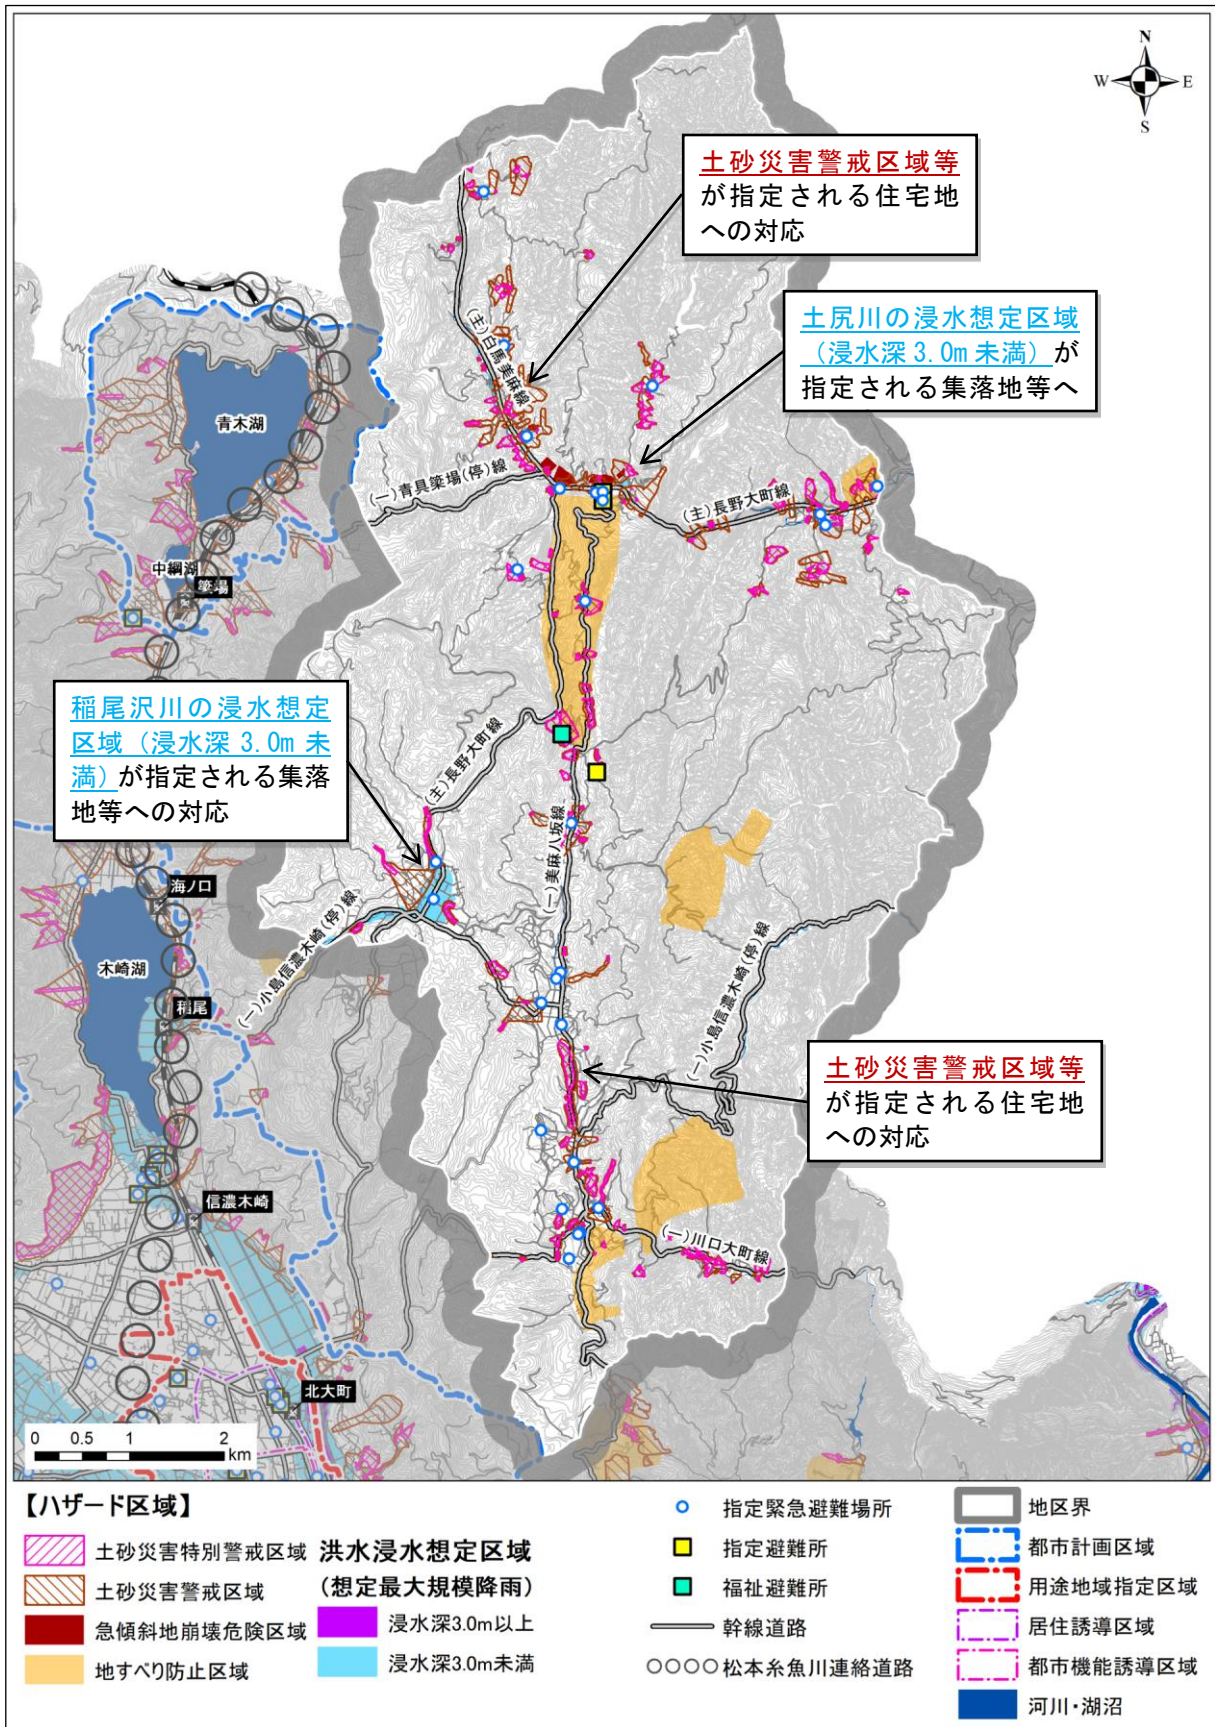 N
W
E
S
土砂災害警戒区域等
が指定される住宅地
への対応
土尻川の浸水想定区域
（浸水深 3.0m 未満）が
指定される集落地等へ
(主)白馬美麻線
青木湖
(一)青具簗場(停)線
(主)長野大町線
中綱湖
簗場
稲尾沢川の浸水想定
区域（浸水深 3.0m 未
満）が指定される集落
地等への対応
(主)長野大町線
(一)美麻八坂線
海ノ口
木崎湖
(一)小島信濃木崎(停)線
稲尾
(一)小島信濃木崎(停)線
土砂災害警戒区域等
が指定される住宅地
への対応
信濃木崎
(一)川口大町線
北大町
0 0.5 1 2
km
【ハザード区域】
土砂災害特別警戒区域
土砂災害警戒区域
急傾斜地崩壊危険区域
地すべり防止区域
洪水浸水想定区域
(想定最大規模降雨)
浸水深3.0m以上
浸水深3.0m未満
指定緊急避難場所
指定避難所
福祉避難所
幹線道路
松本糸魚川連絡道路
地区界
都市計画区域
用途地域指定区域
居住誘導区域
都市機能誘導区域
河川・湖沼